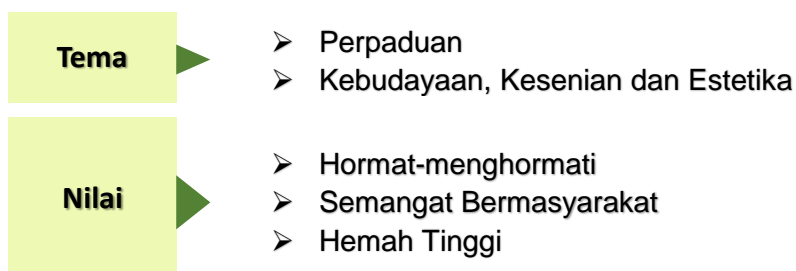 Tema
➢ Perpaduan
➢ Kebudayaan, Kesenian dan Estetika
Nilai
➢ Hormat-menghormati
➢ Semangat Bermasyarakat
➢ Hemah Tinggi